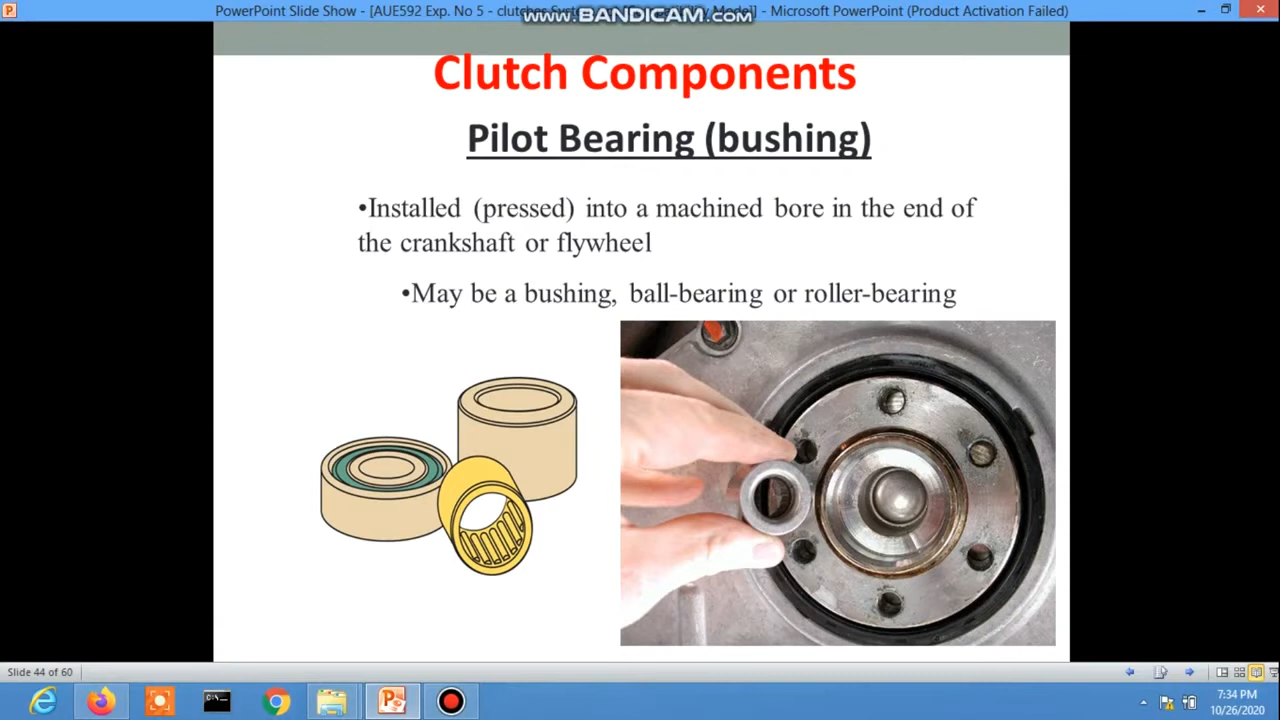 PowerPoint Slide Show - [AUE592 Exp. No 5 - clutches Sys Model] - Microsoft PowerPoint (Product Activation Failed)
www.BANDICAM.com
Clutch Components
Pilot Bearing (bushing)
•Installed (pressed) into a machined bore in the end of
the crankshaft or flywheel
•May be a bushing, ball-bearing or roller-bearing
Slide 44 of 60
7:34 PM
10/26/2020